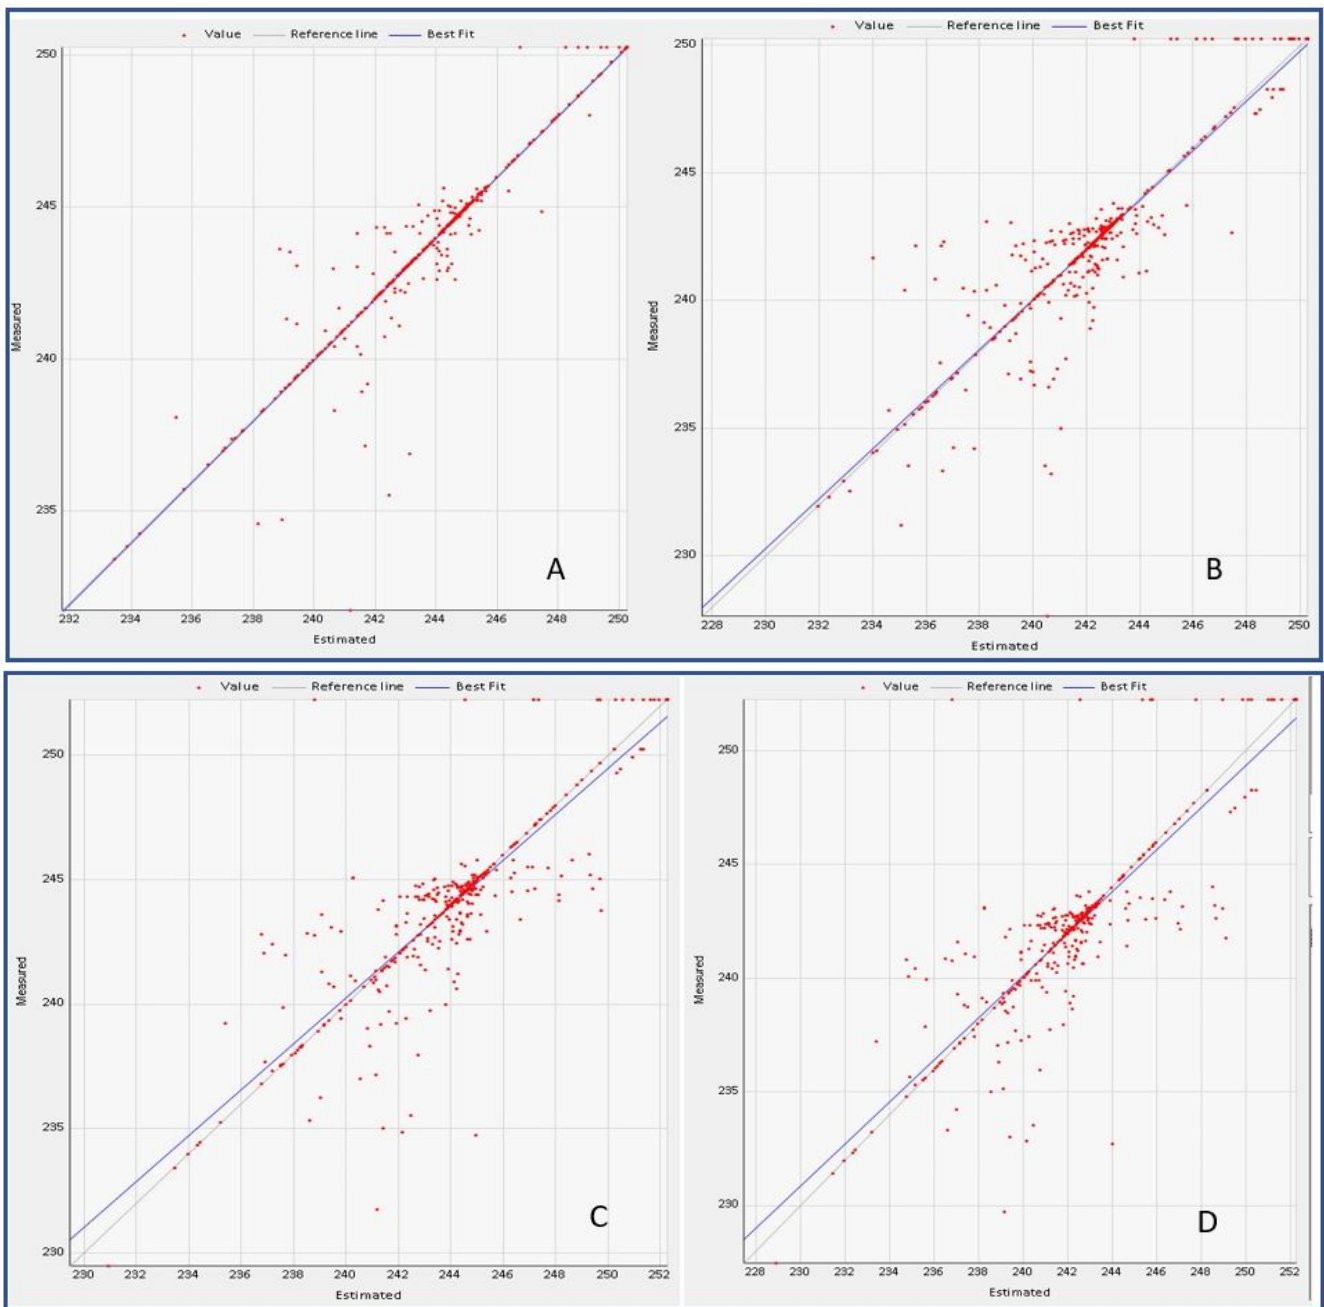 Value Reference line Best Fit
250
245
240
235
Measured
232 234 236 238 240 242 244 246 248 250
Estimated
A
Value Reference line Best Fit
250
245
240
235
230
Measured
228 230 232 234 236 238 240 242 244 246 248 250
Estimated
B
Value Reference line Best Fit
250
245
240
235
230
Measured
230 232 234 236 238 240 242 244 246 248 250 252
Estimated
C
Value Reference line Best Fit
250
245
240
235
230
Measured
228 230 232 234 236 238 240 242 244 246 248 250 252
Estimated
D